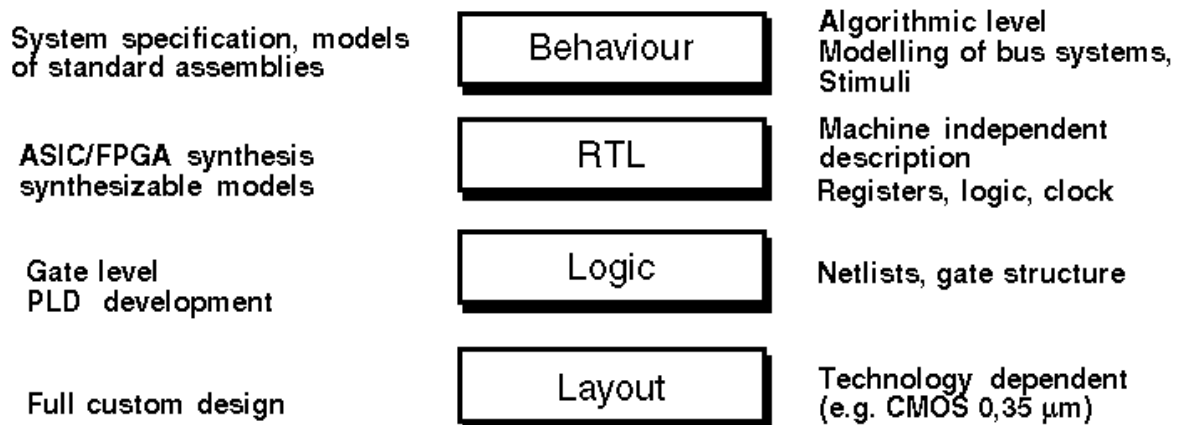 System specification, models
of standard assemblies
Behaviour
Algorithmic level
Modelling of bus systems,
Stimuli
ASIC/FPGA synthesis
synthesizable models
RTL
Machine independent
description
Registers, logic, clock
Gate level
PLD development
Logic
Netlists, gate structure
Full custom design
Layout
Technology dependent
(e.g. CMOS 0,35 µm)